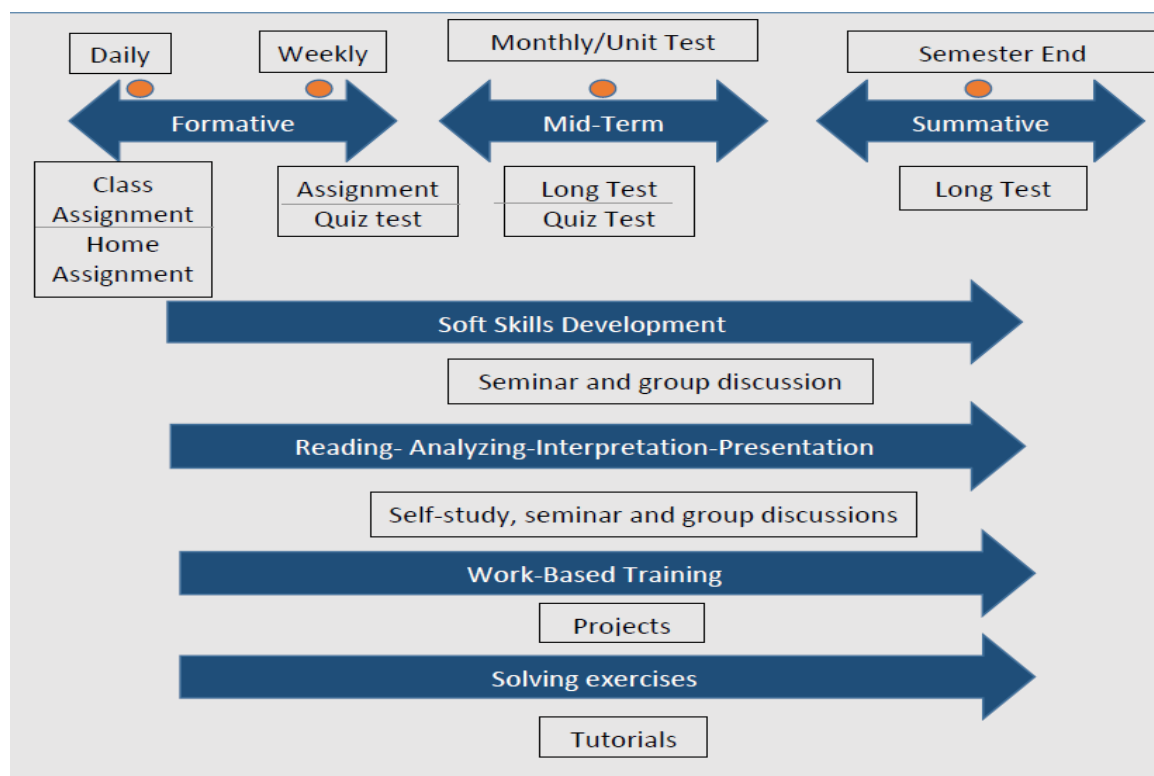 Daily
Weekly
Monthly/Unit Test
Semester End
Formative
Mid-Term
Summative
Class
Assignment
Home
Assignment
Assignment
Quiz test
Long Test
Quiz Test
Long Test
Soft Skills Development
Seminar and group discussion
Reading- Analyzing-Interpretation-Presentation
Self-study, seminar and group discussions
Work-Based Training
Projects
Solving exercises
Tutorials